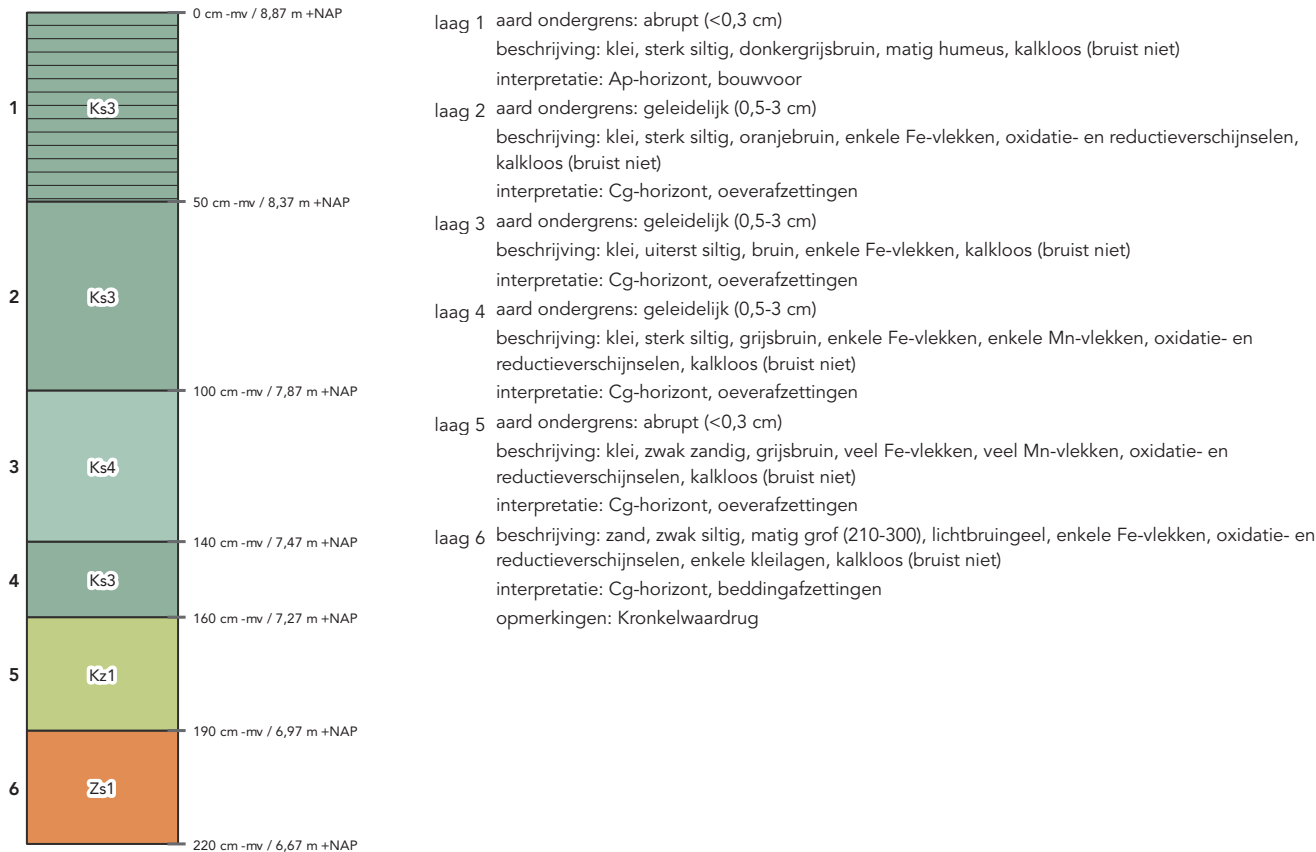 0 cm -mv / 8,87 m +NAP
1
Ks3
50 cm -mv / 8,37 m +NAP
2
Ks3
100 cm -mv / 7,87 m +NAP
3
Ks4
140 cm -mv / 7,47 m +NAP
4
Ks3
160 cm -mv / 7,27 m +NAP
5
Kz1
190 cm -mv / 6,97 m +NAP
6
Zs1
220 cm -mv / 6,67 m +NAP
laag 1 aard ondergrens: abrupt (<0,3 cm)
beschrijving: klei, sterk siltig, donkergrijsbruin, matig humeus, kalkloos (bruist niet)
interpretatie: Ap-horizont, bouwvoor
laag 2 aard ondergrens: geleidelijk (0,5-3 cm)
beschrijving: klei, sterk siltig, oranjebruin, enkele Fe-vlekken, oxidatie- en reductieverschijnselen,
kalkloos (bruist niet)
interpretatie: Cg-horizont, oeverafzettingen
laag 3 aard ondergrens: geleidelijk (0,5-3 cm)
beschrijving: klei, uiterst siltig, bruin, enkele Fe-vlekken, kalkloos (bruist niet)
interpretatie: Cg-horizont, oeverafzettingen
laag 4 aard ondergrens: geleidelijk (0,5-3 cm)
beschrijving: klei, sterk siltig, grijsbruin, enkele Fe-vlekken, enkele Mn-vlekken, oxidatie- en
reductieverschijnselen, kalkloos (bruist niet)
interpretatie: Cg-horizont, oeverafzettingen
laag 5 aard ondergrens: abrupt (<0,3 cm)
beschrijving: klei, zwak zandig, grijsbruin, veel Fe-vlekken, veel Mn-vlekken, oxidatie- en
reductieverschijnselen, kalkloos (bruist niet)
interpretatie: Cg-horizont, oeverafzettingen
laag 6 beschrijving: zand, zwak siltig, matig grof (210-300), lichtbruingeel, enkele Fe-vlekken, oxidatie- en
reductieverschijnselen, enkele kleilagen, kalkloos (bruist niet)
interpretatie: Cg-horizont, beddingafzettingen
opmerkingen: Kronkelwaardrug